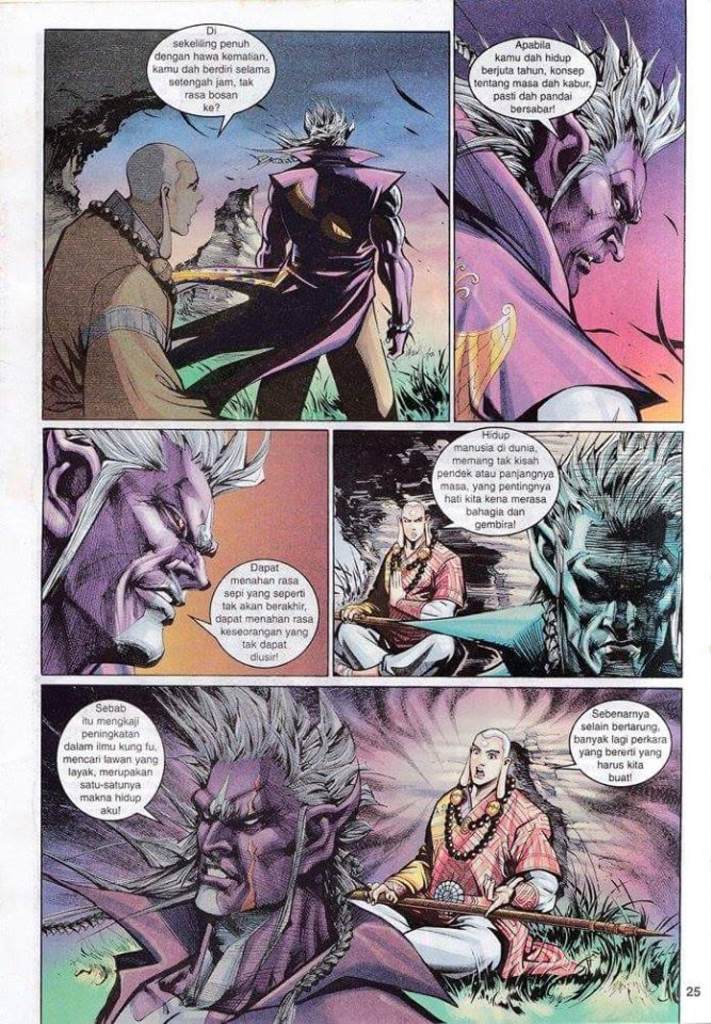 Di
sekeliling penuh
dengan hawa kematian,
kamu dah berdiri selama
setengah jam, tak
rasa bosan
ke?
Apabila
kamu dah hidup
berjuta tahun, konsep
tentang masa dah kabur,
pasti dah pandai
bersabar!
Dapat
menahan rasa
sepi yang seperti
tak akan berakhir,
dapat menahan rasa
keseorangan yang
tak dapat
diusir!
Hidup
manusia di dunia,
memang tak kisah
pendek atau panjangnya
masa, yang pentingnya
hati kita kena merasa
bahagia dan
gembira!
Sebab
itu mengkaji
peningkatan
dalam ilmu kung fu,
mencari lawan yang
layak, merupakan
satu-satunya
makna hidup
aku!
Sebenarnya
selain bertarung,
banyak lagi perkara
yang bererti yang
harus kita
buat!
25